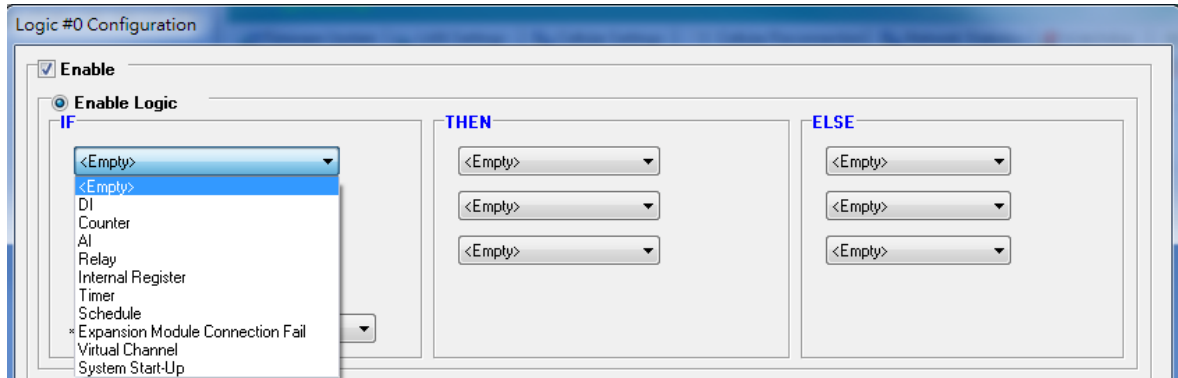 Logic #0 Configuration
Enable
Enable Logic
IF
<Empty>
<Empty>
DI
Counter
AI
Relay
Internal Register
Timer
Schedule
*Expansion Module Connection Fail
Virtual Channel
System Start-Up
THEN
<Empty>
<Empty>
<Empty>
ELSE
<Empty>
<Empty>
<Empty>